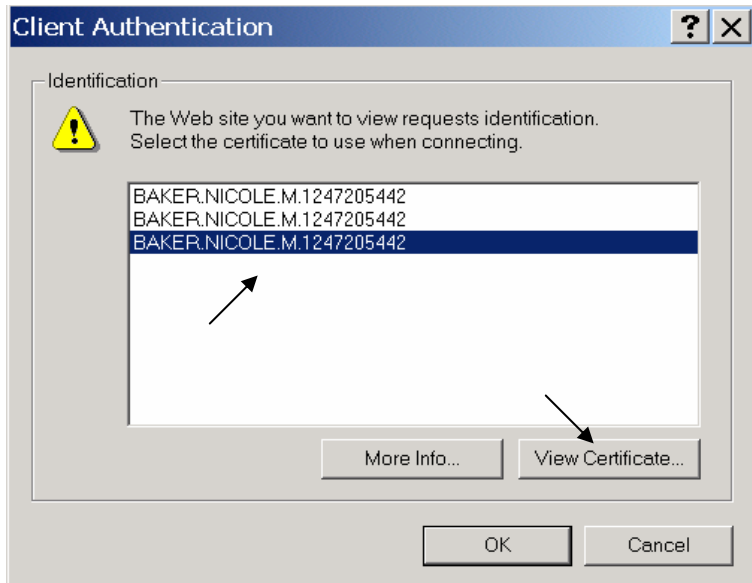 Client Authentication
Identification
The Web site you want to view requests identification.
Select the certificate to use when connecting.
BAKER.NICOLE.M.1247205442
BAKER.NICOLE.M.1247205442
BAKER.NICOLE.M.1247205442
More Info...
View Certificate...
OK
Cancel